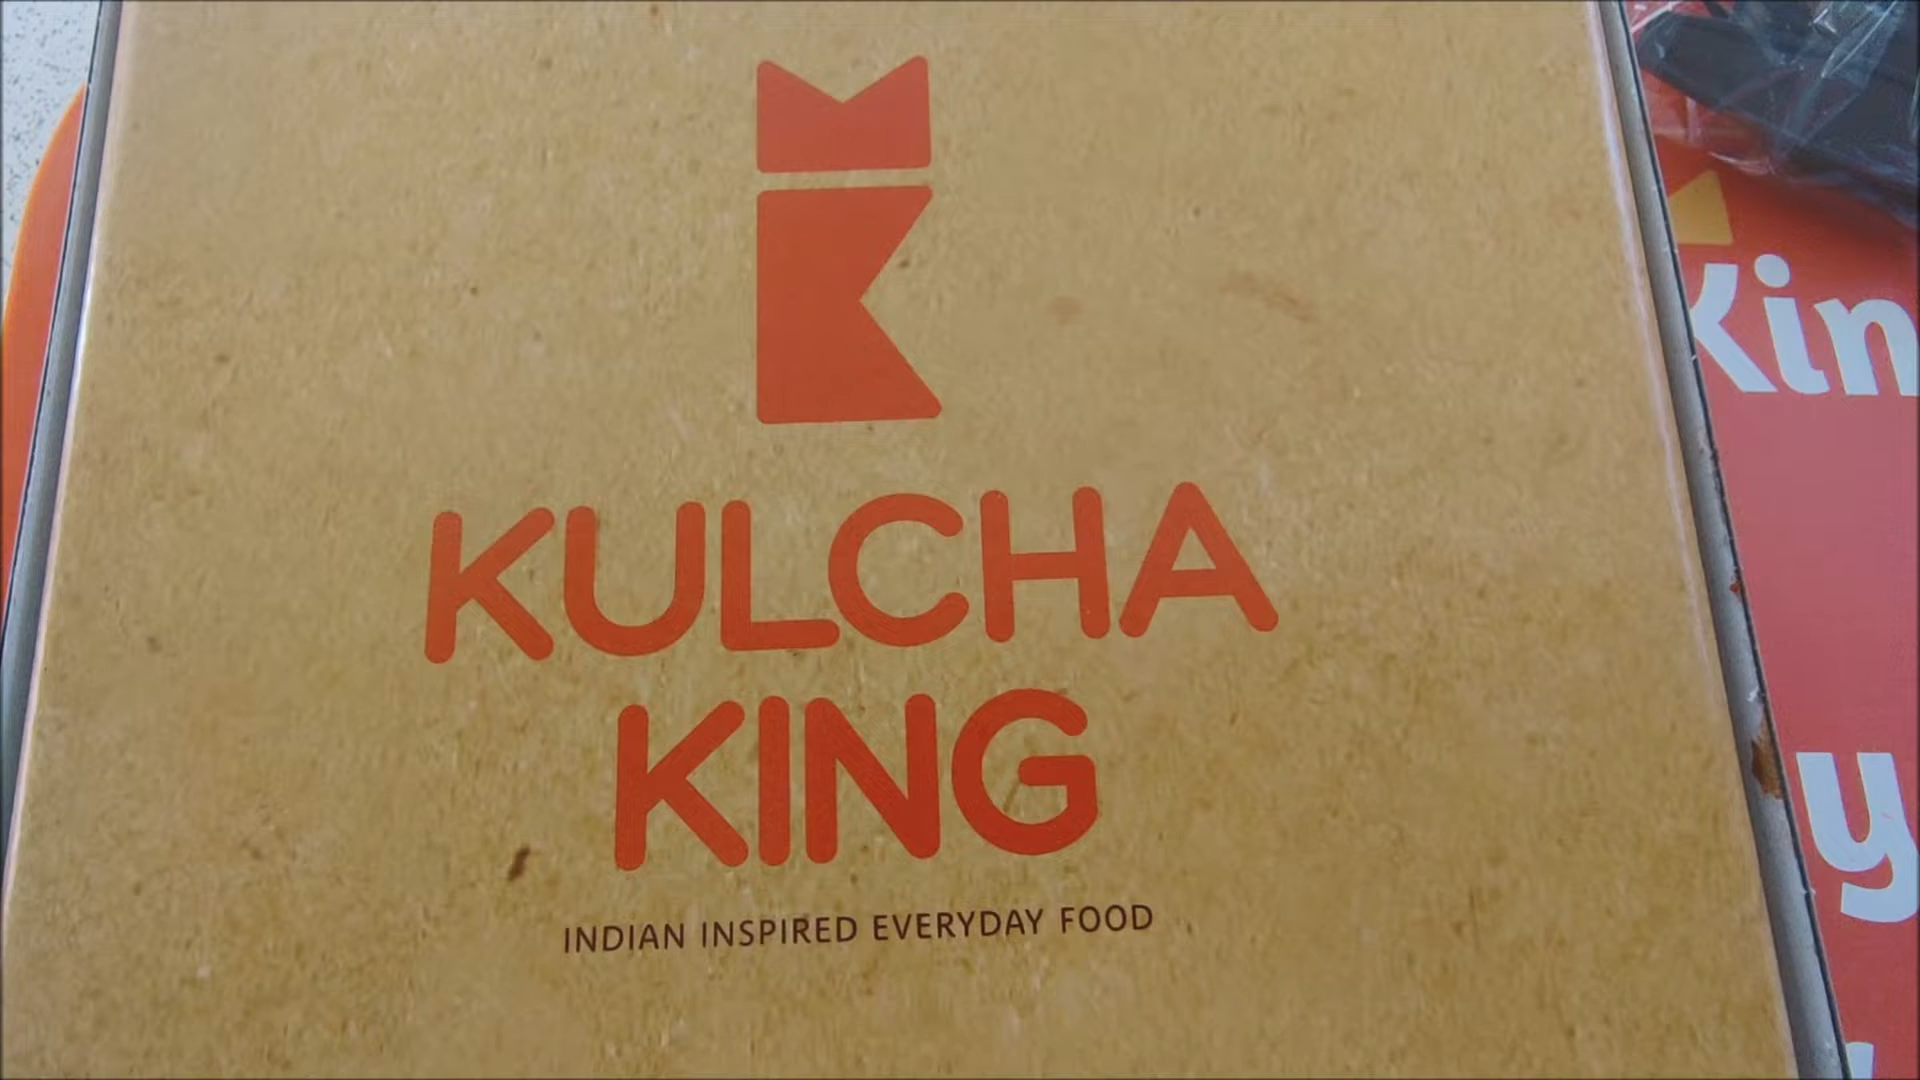 KULCHA
KING
INDIAN INSPIRED EVERYDAY FOOD
Kin
y